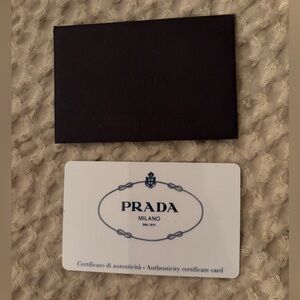 PRADA
MILANO
DAL 1913
Certificato di autenticità • Authenticity certificate card